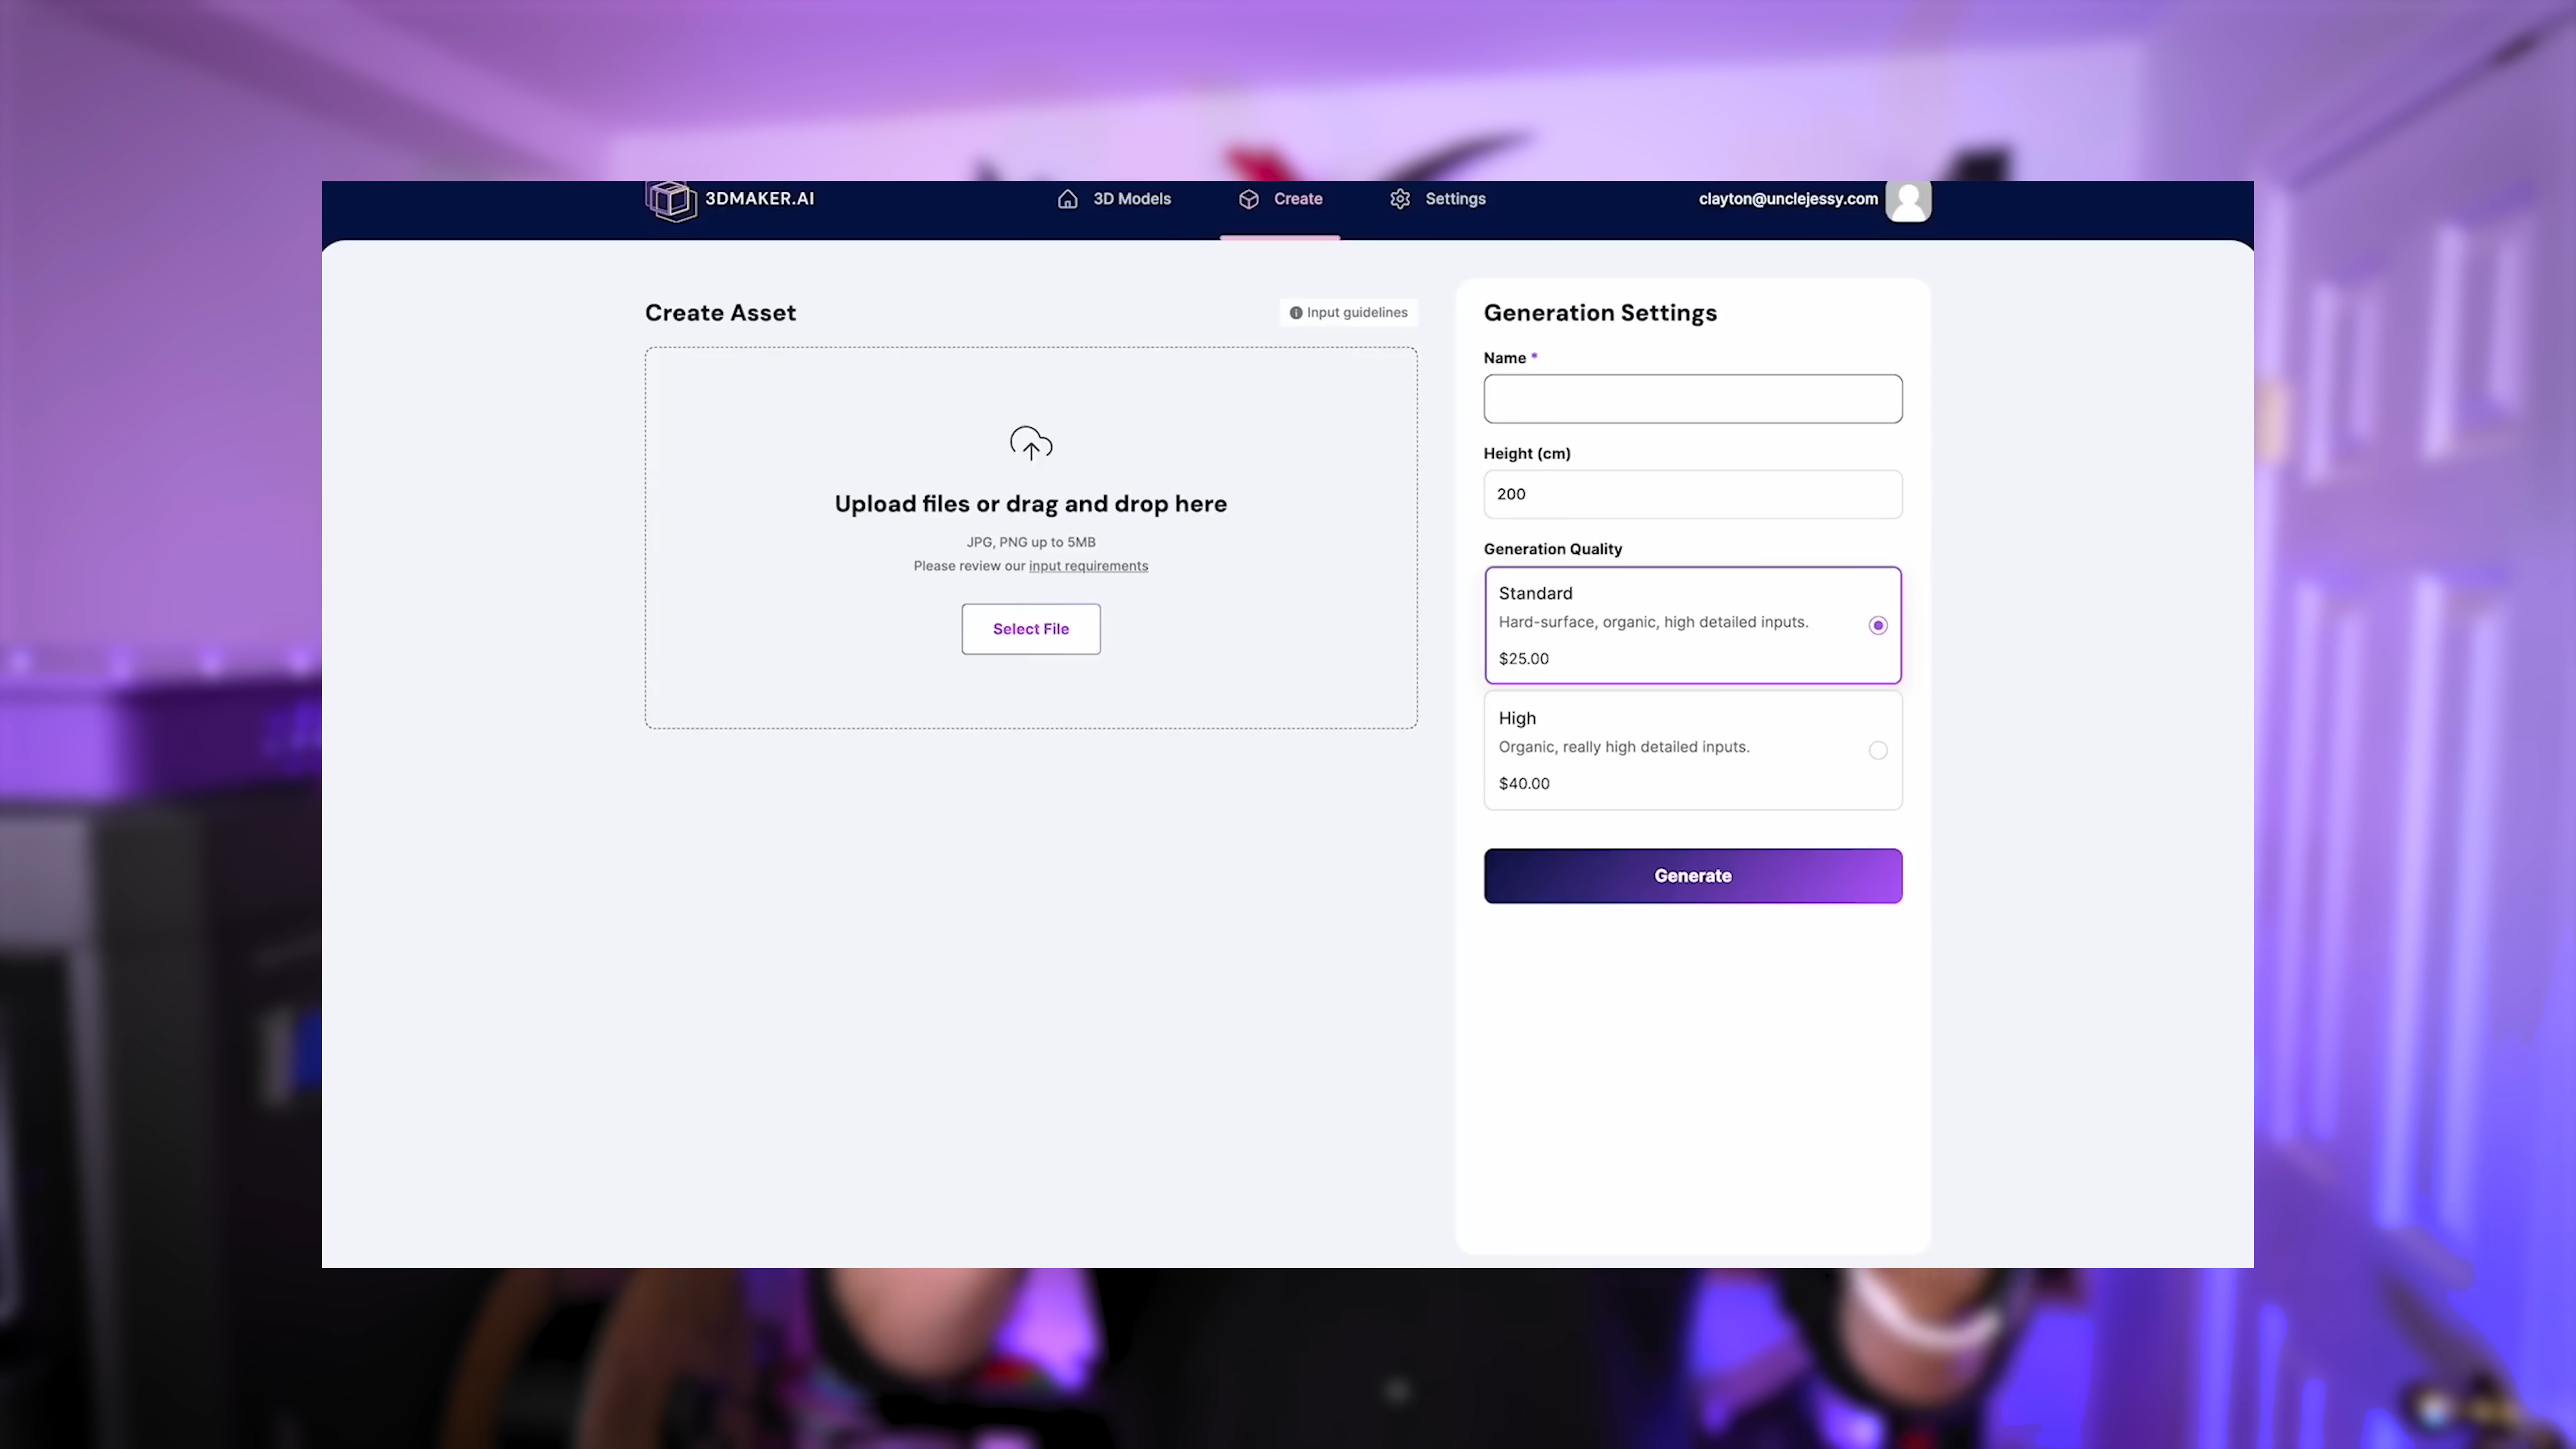 3DMAKER.AI
3D Models
Create
Settings
clayton@unclejessy.com
Create Asset
Input guidelines
Upload files or drag and drop here
JPG, PNG up to 5MB
Please review our input requirements
Select File
Generation Settings
Name *
Height (cm)
200
Generation Quality
Standard
Hard-surface, organic, high detailed inputs.
$25.00
High
Organic, really high detailed inputs.
$40.00
Generate